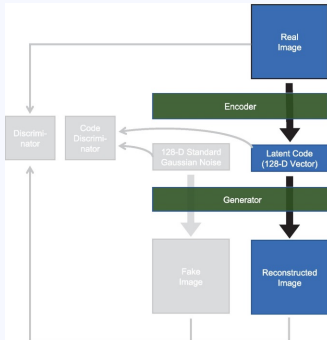 Real
Image
Encoder
Discrimi-
nator
Code
Discrimi-
nator
128-D Standard
Gaussian Noise
Latent Code
(128-D Vector)
Generator
Fake
Image
Reconstructed
Image